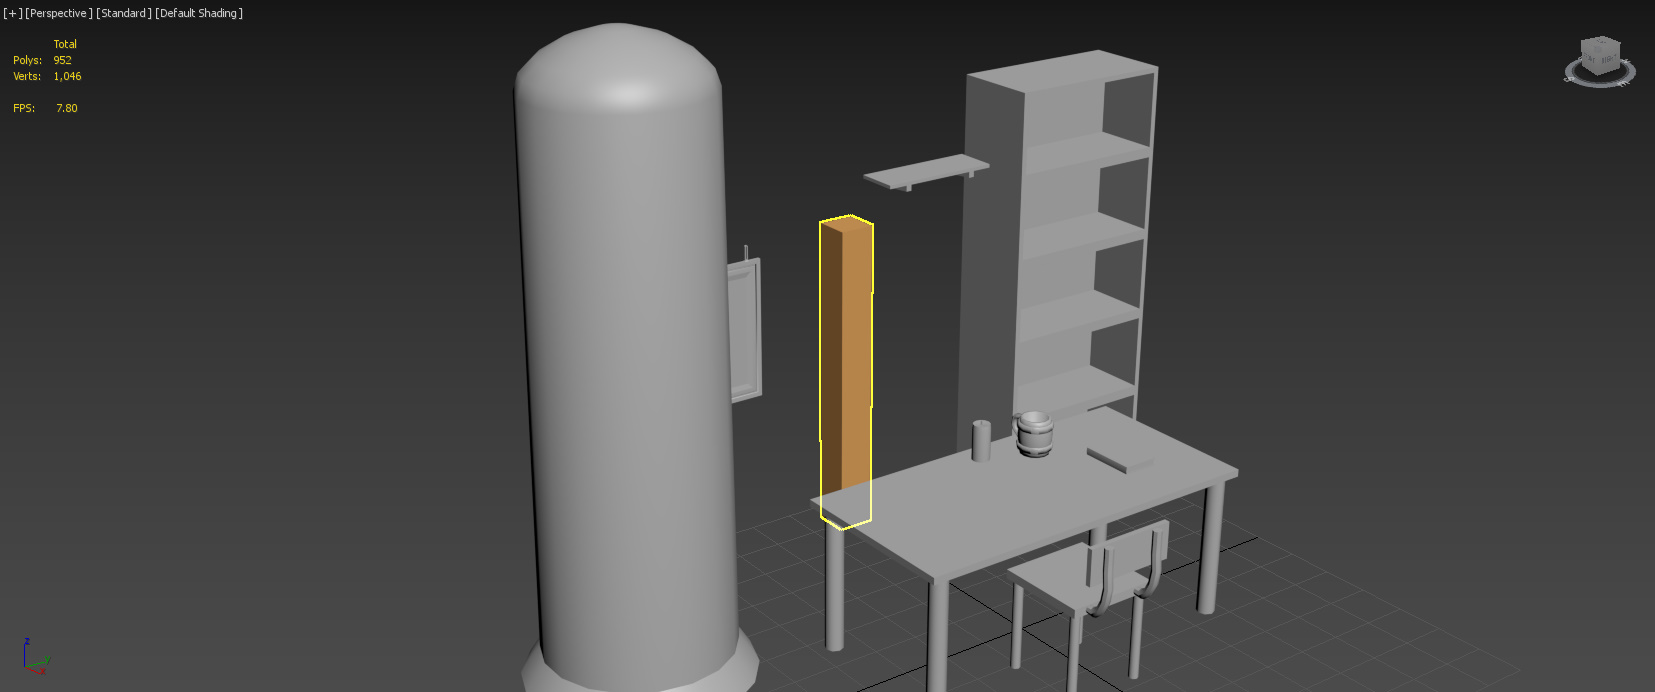 [+] [Perspective] [Standard] [Default Shading]
Total
Polys: 952
Verts: 1,046
FPS: 7.80
z
y
x